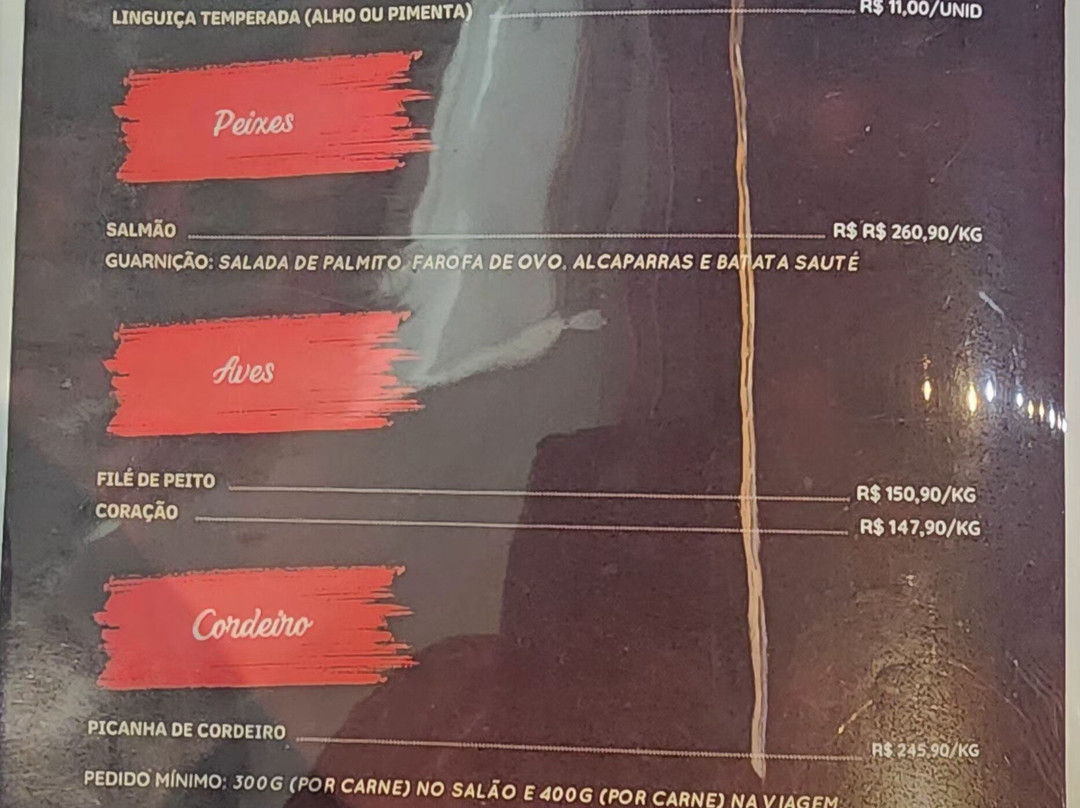 LINGUIÇA TEMPERADA (ALHO OU PIMENTA) R$ 11,00/UNID
Peixes
SALMÃO R$ R$ 260,90/KG
GUARNIÇÃO: SALADA DE PALMITO FAROFA DE OVO, ALCAPARRAS E BATATA SAUTÉ
Aves
FILÉ DE PEITO R$ 150,90/KG
CORAÇÃO R$ 147,90/KG
Cordeiro
PICANHA DE CORDEIRO R$ 245,90/KG
PEDIDO MÍNIMO: 300G (POR CARNE) NO SALÃO E 400G (POR CARNE) NA VIAGEM